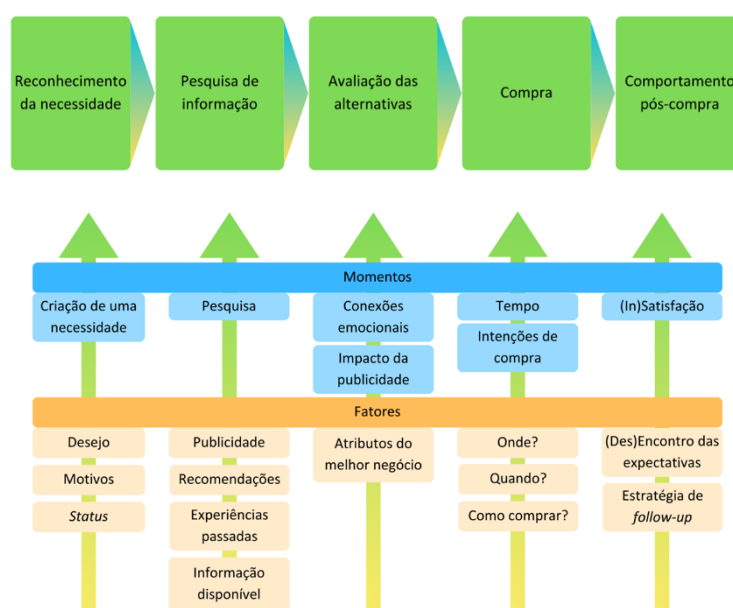 Reconhecimento
da necessidade
Pesquisa de
informação
Avaliação das
alternativas
Compra
Comportamento
pós-compra
Momentos
Criação de uma
necessidade
Pesquisa
Conexões
emocionais
Impacto da
publicidade
Tempo
Intenções de
compra
(In)Satisfação
Fatores
Desejo
Motivos
Status
Publicidade
Recomendações
Experiências
passadas
Informação
disponível
Atributos do
melhor negócio
Onde?
Quando?
Como comprar?
(Des)Encontro das
expectativas
Estratégia de
follow-up